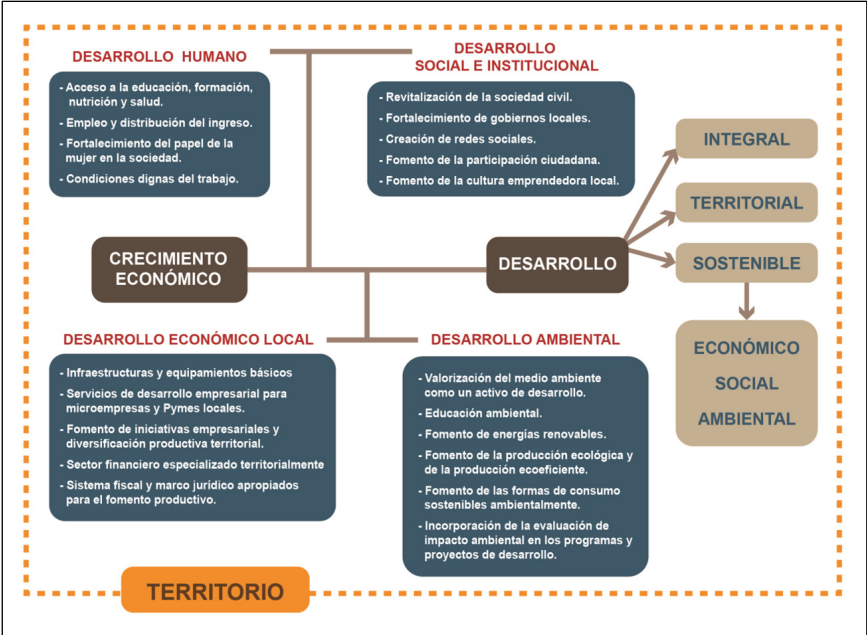 DESARROLLO HUMANO
- Acceso a la educación, formación,
nutrición y salud.
- Empleo y distribución del ingreso.
- Fortalecimiento del papel de la
mujer en la sociedad.
- Condiciones dignas del trabajo.
DESARROLLO
SOCIAL E INSTITUCIONAL
- Revitalización de la sociedad civil.
- Fortalecimiento de gobiernos locales.
- Creación de redes sociales.
- Fomento de la participación ciudadana.
- Fomento de la cultura emprendedora local.
CRECIMIENTO
ECONÓMICO
DESARROLLO
INTEGRAL
TERRITORIAL
SOSTENIBLE
ECONÓMICO
SOCIAL
AMBIENTAL
DESARROLLO ECONÓMICO LOCAL
- Infraestructuras y equipamientos básicos
- Servicios de desarrollo empresarial para
microempresas y Pymes locales.
- Fomento de iniciativas empresariales y
diversificación productiva territorial.
- Sector financiero especializado territorialmente
- Sistema fiscal y marco jurídico apropiados
para el fomento productivo.
DESARROLLO AMBIENTAL
- Valorización del medio ambiente
como un activo de desarrollo.
- Educación ambiental.
- Fomento de energías renovables.
- Fomento de la producción ecológica y
de la producción ecoeficiente.
- Fomento de las formas de consumo
sostenibles ambientalmente.
- Incorporación de la evaluación de
impacto ambiental en los programas y
proyectos de desarrollo.
TERRITORIO